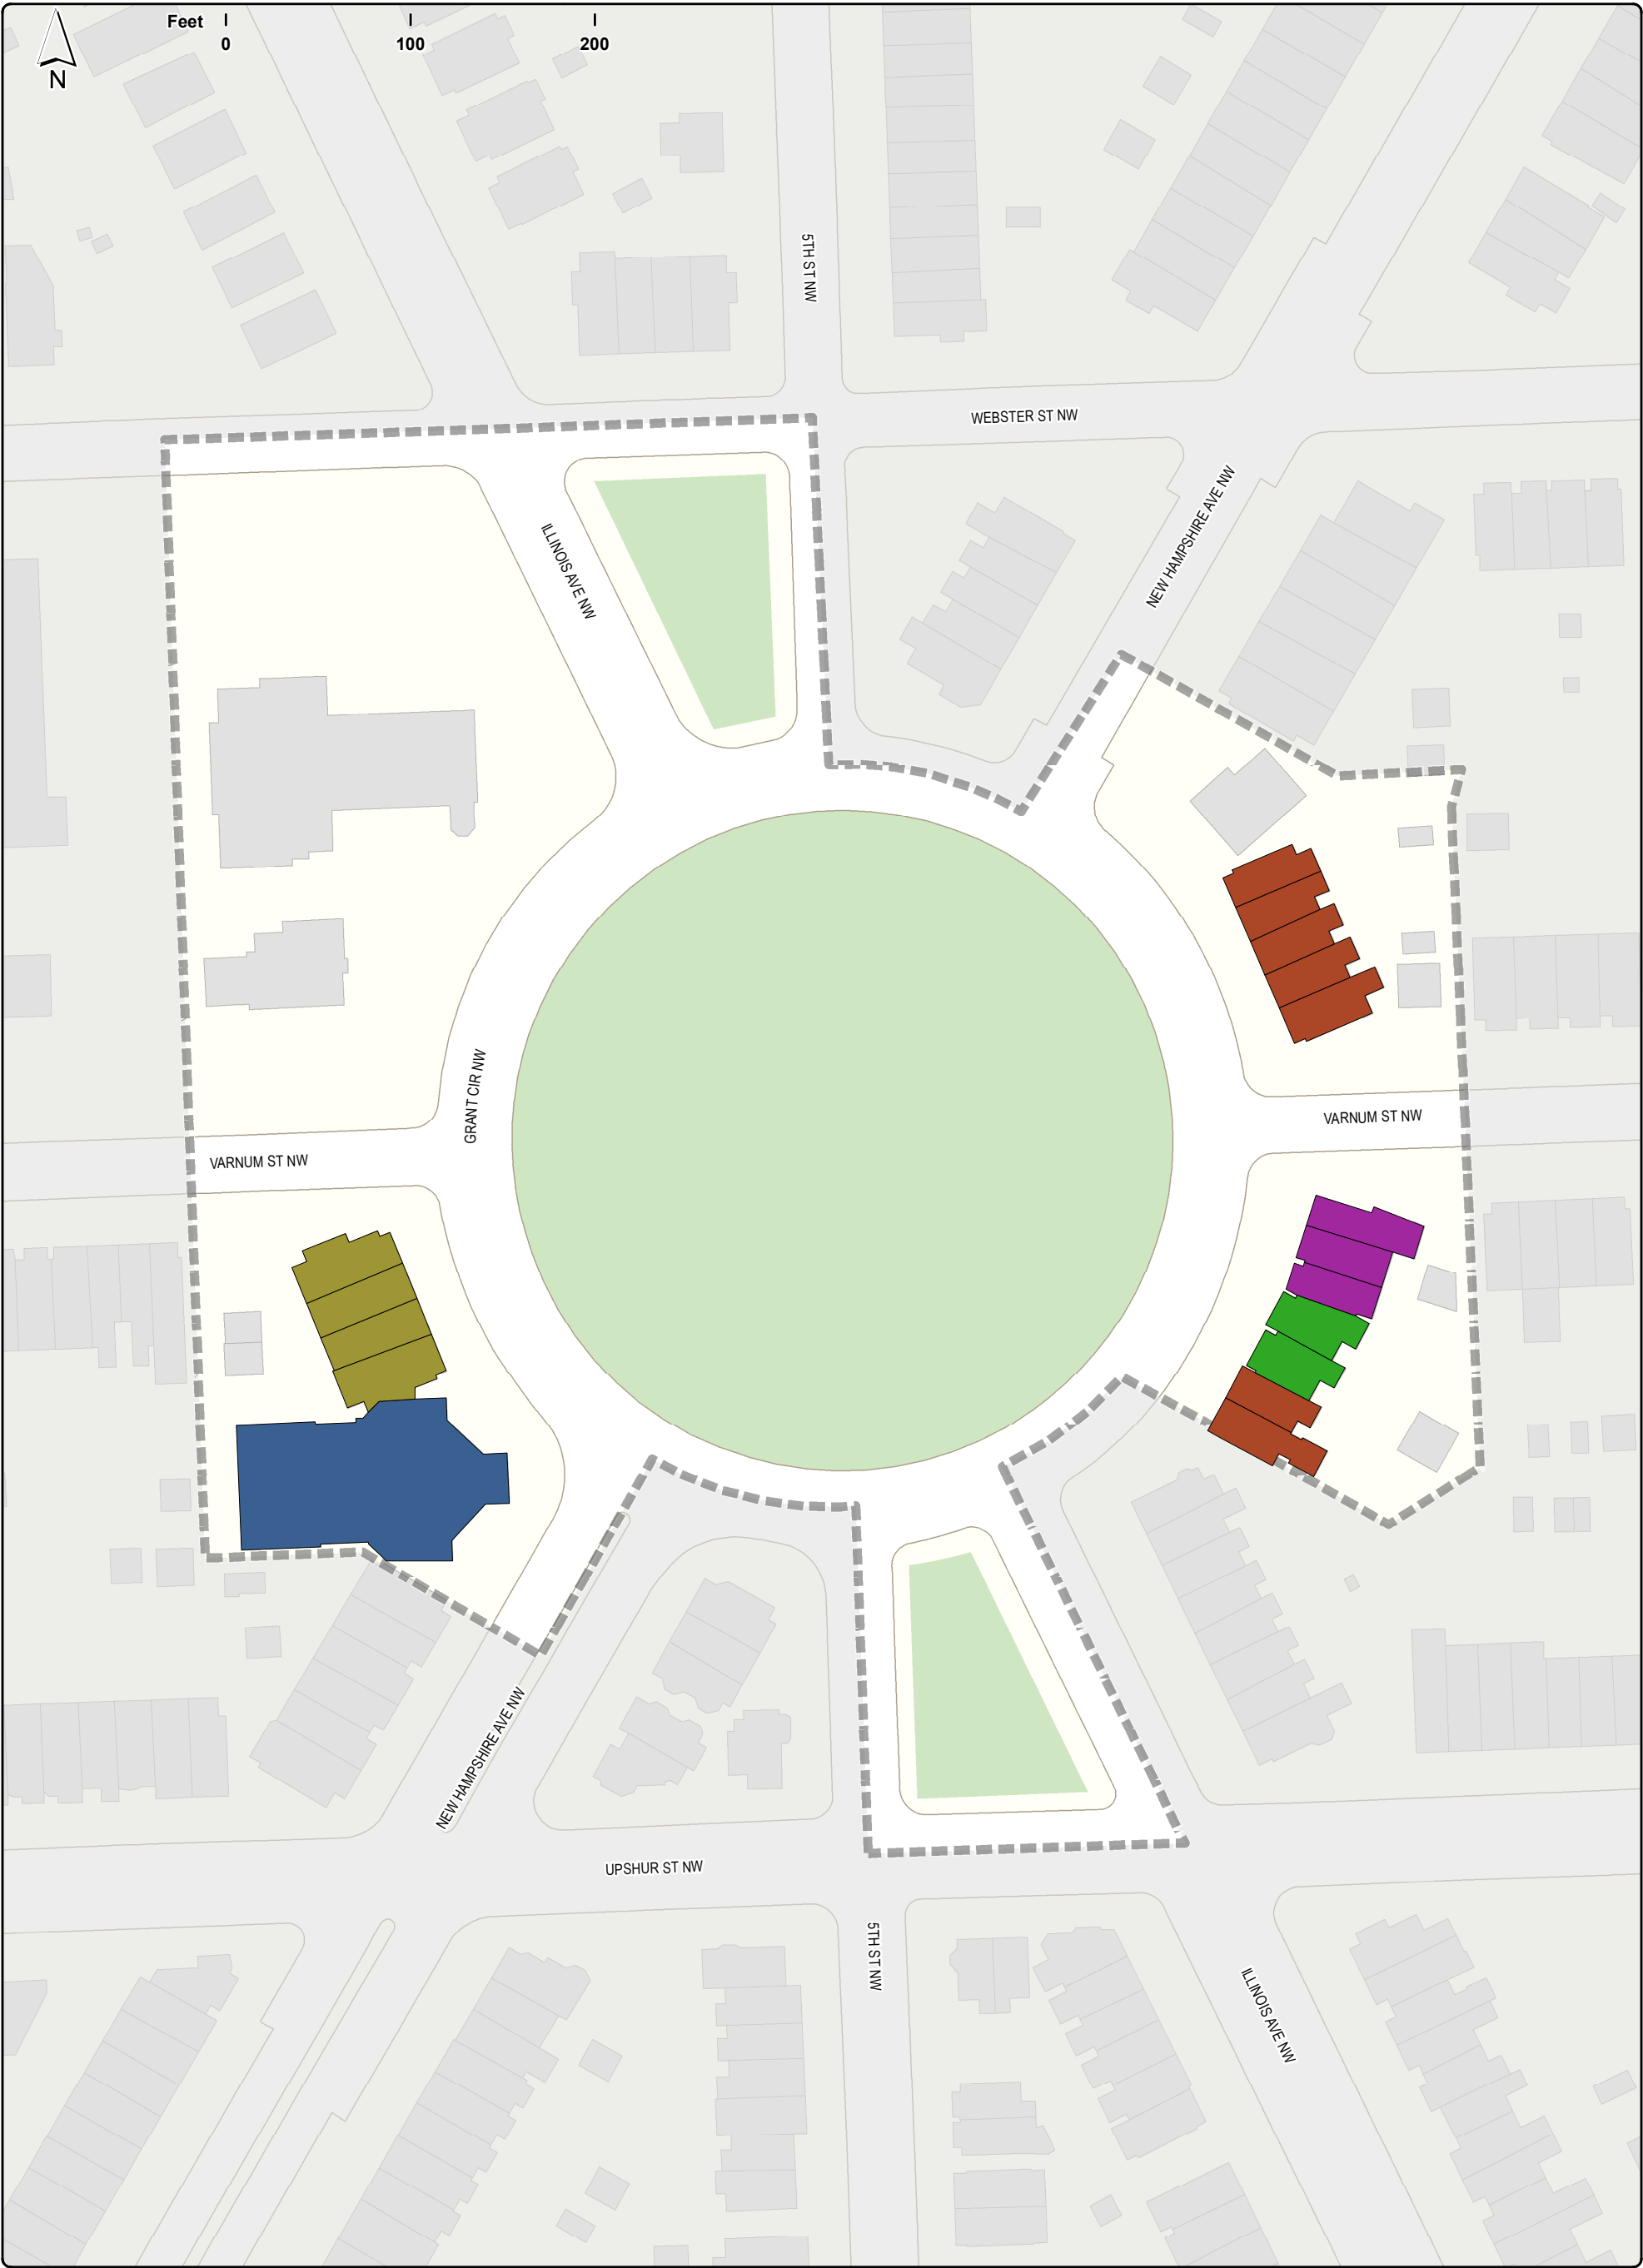 Feet
0 100 200
N
5TH ST NW
WEBSTER ST NW
NEW HAMPSHIRE AVE NW
ILLINOIS AVE NW
GRANT CIR NW
VARNUM ST NW
VARNUM ST NW
NEW HAMPSHIRE AVE NW
UPSHUR ST NW
5TH ST NW
ILLINOIS AVE NW